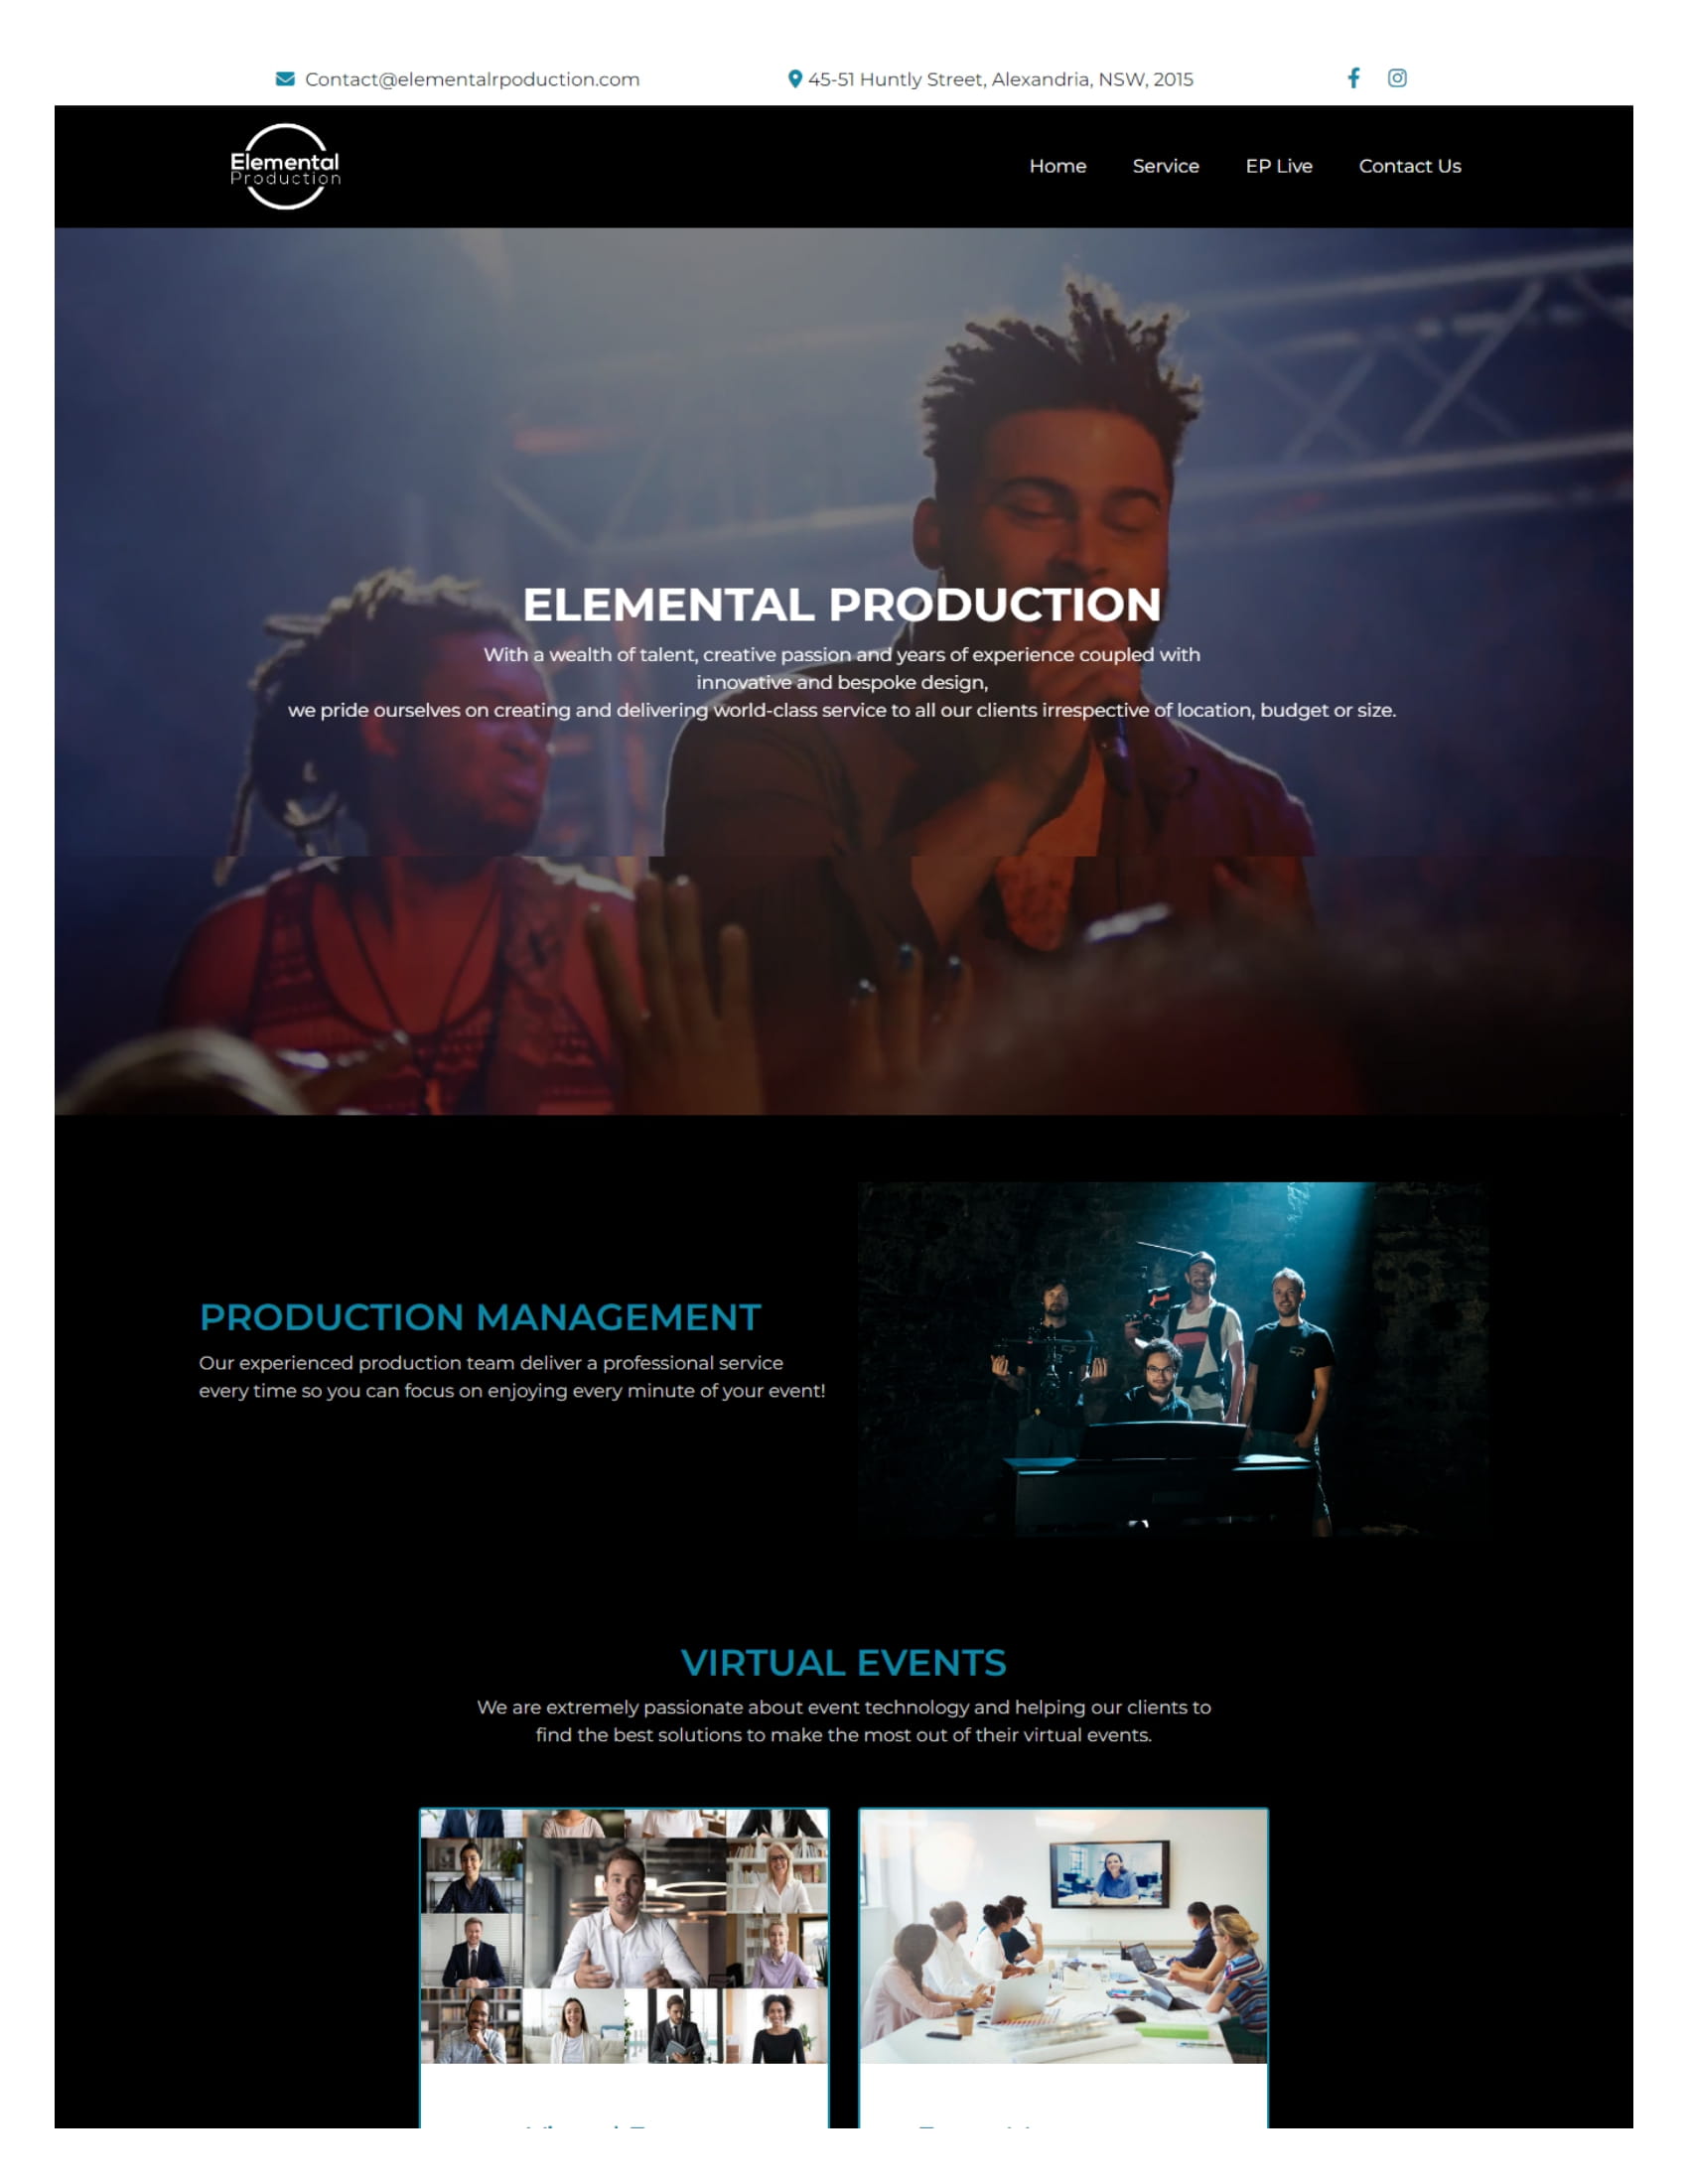 Contact@elementalrpoduction.com
45-51 Huntly Street, Alexandria, NSW, 2015
Elemental
Production
Home Service EP Live Contact Us
ELEMENTAL PRODUCTION
With a wealth of talent, creative passion and years of experience coupled with
innovative and bespoke design,
we pride ourselves on creating and delivering world-class service to all our clients irrespective of location, budget or size.
PRODUCTION MANAGEMENT
Our experienced production team deliver a professional service
every time so you can focus on enjoying every minute of your event!
VIRTUAL EVENTS
We are extremely passionate about event technology and helping our clients to
find the best solutions to make the most out of their virtual events.